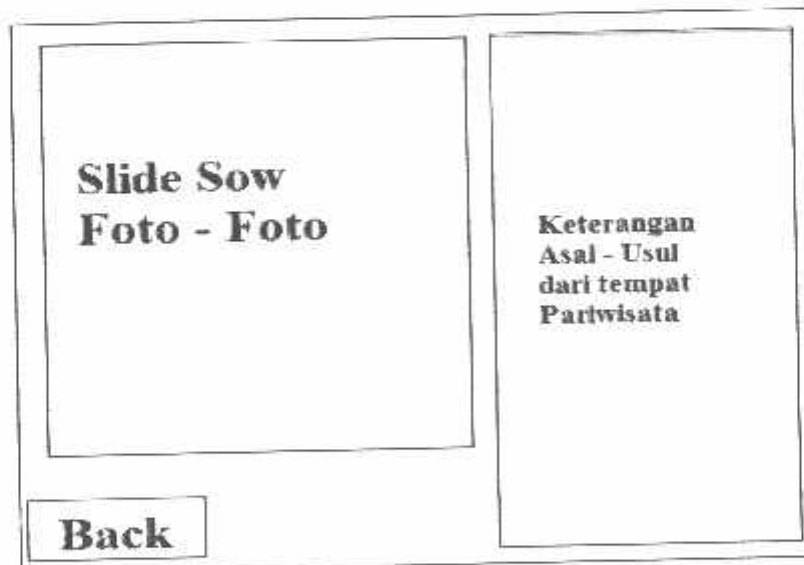 Slide Sow
Foto - Foto
Keterangan
Asal - Usul
dari tempat
Pariwisata
Back